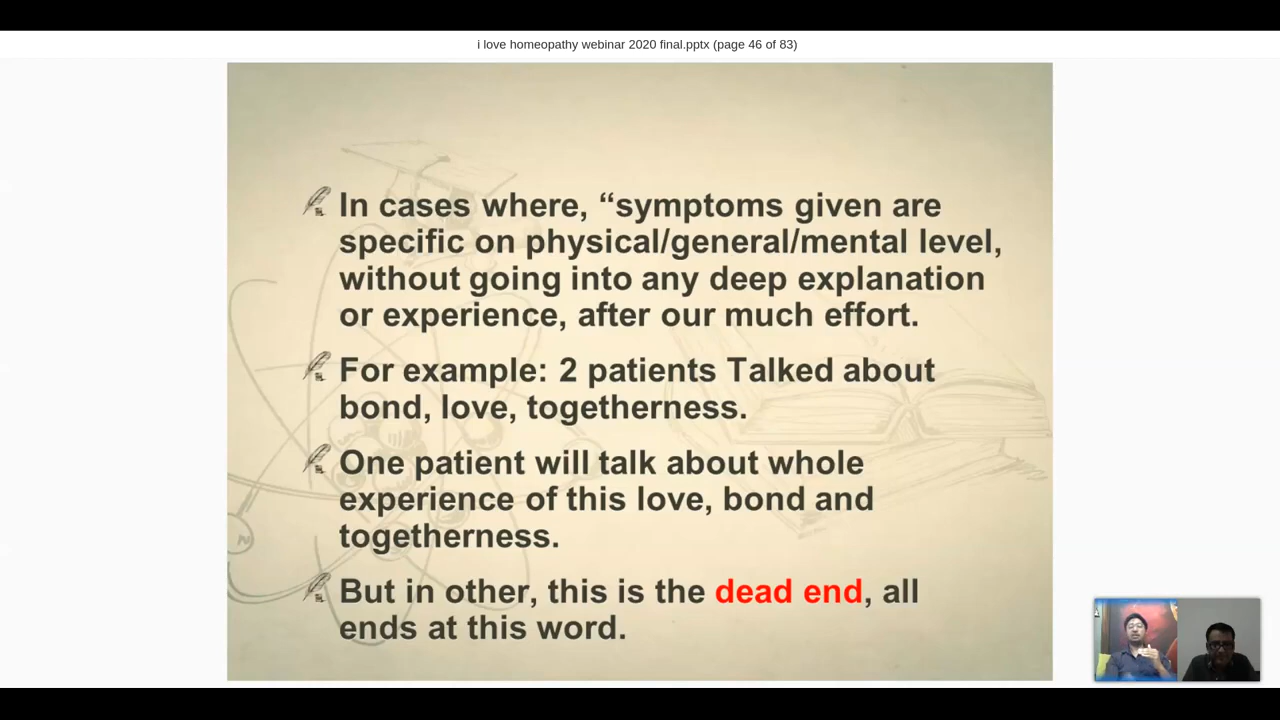 i love homeopathy webinar 2020 final.pptx (page 46 of 83)
In cases where, “symptoms given are
specific on physical/general/mental level,
without going into any deep explanation
or experience, after our much effort.
For example: 2 patients Talked about
bond, love, togetherness.
One patient will talk about whole
experience of this love, bond and
togetherness.
But in other, this is the dead end, all
ends at this word.